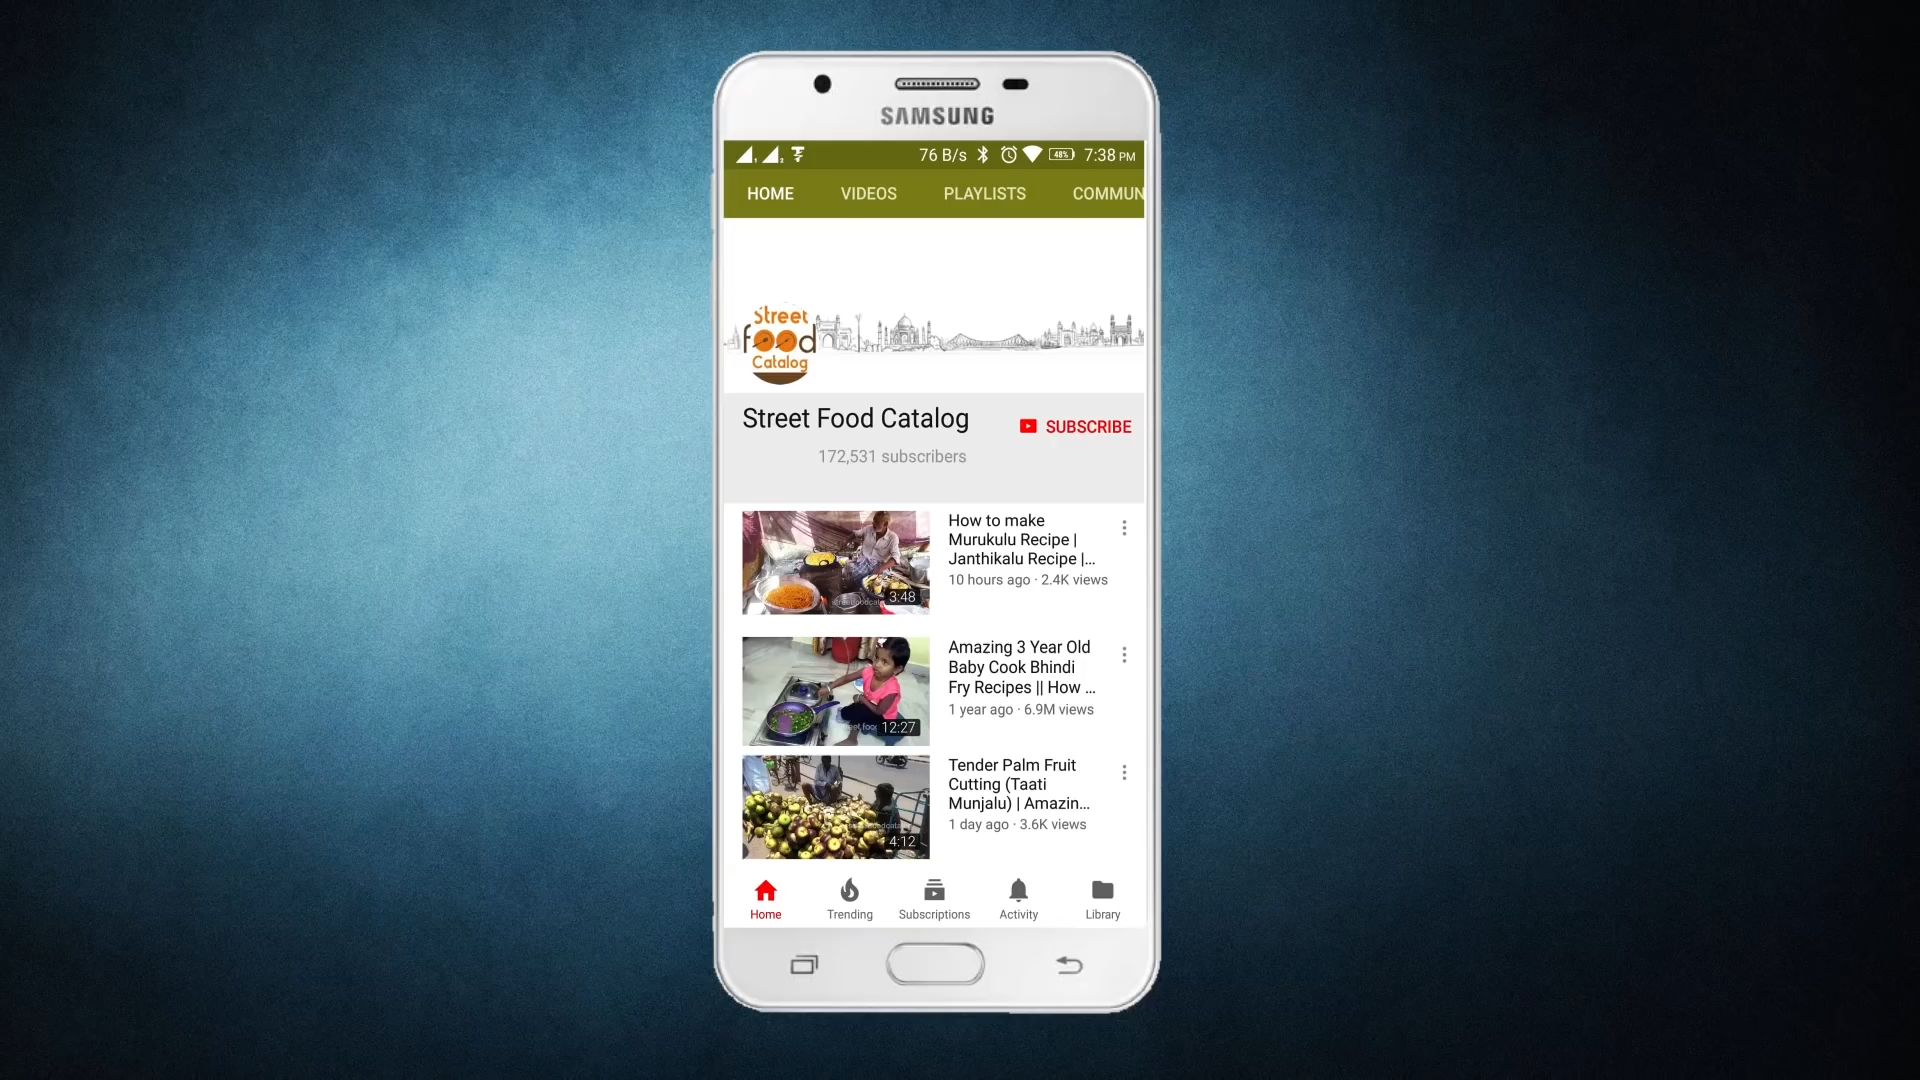 SAMSUNG
76 B/s 48% 7:38 PM
HOME VIDEOS PLAYLISTS COMMUN
Street
food
Catalog
Street Food Catalog
SUBSCRIBE
172,531 subscribers
How to make
Murukulu Recipe |
Janthikalu Recipe |...
10 hours ago · 2.4K views
3:48
Amazing 3 Year Old
Baby Cook Bhindi
Fry Recipes || How ...
1 year ago · 6.9M views
12:27
Tender Palm Fruit
Cutting (Taati
Munjalu) | Amazin...
1 day ago · 3.6K views
4:12
Home Trending Subscriptions Activity Library